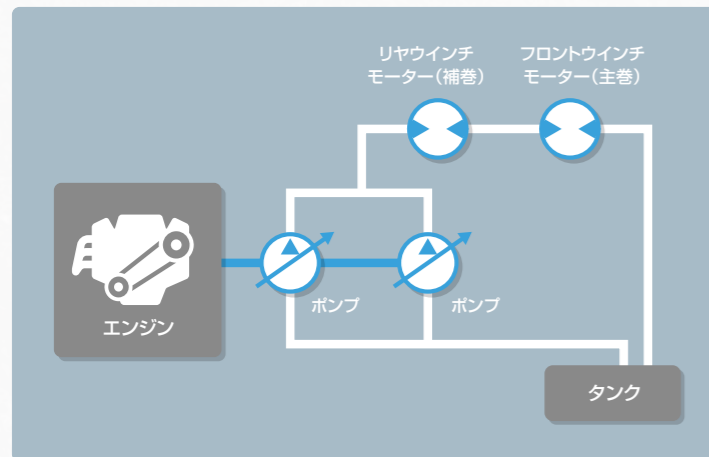 リヤウインチ
モーター(補巻)
フロントウインチ
モーター(主巻)
エンジン
ポンプ
ポンプ
タンク